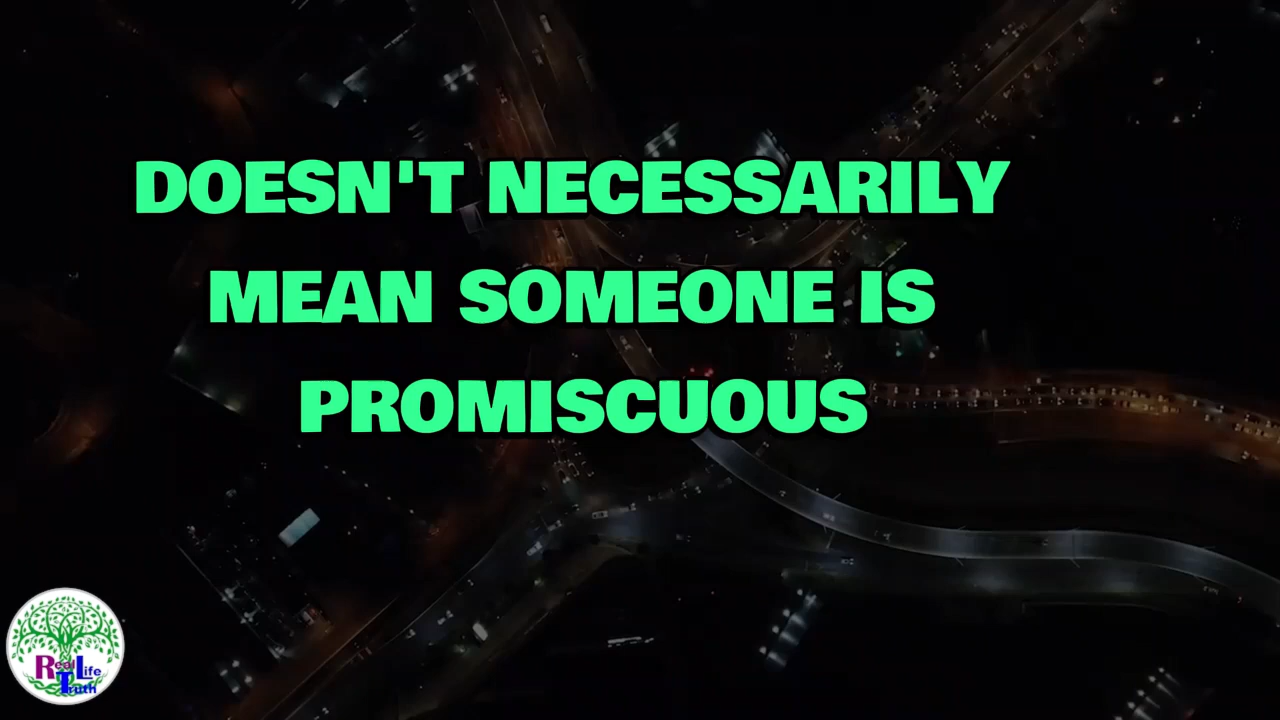 DOESN'T NECESSARILY
MEAN SOMEONE IS
PROMISCUOUS
Real Life
Truth